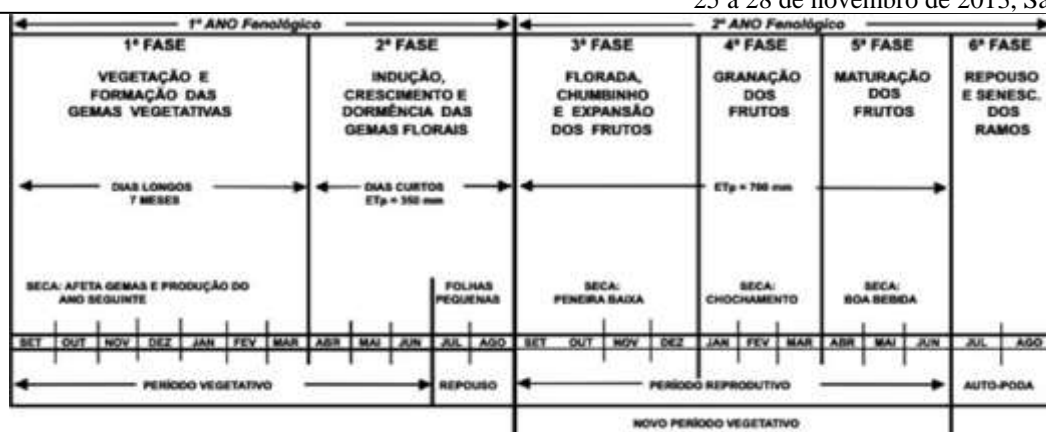 25 a 28 de novembro de 2013, Sa
1º ANO Fenológico
2º ANO Fenológico
1ª FASE
2ª FASE
3ª FASE
4ª FASE
5ª FASE
6ª FASE
VEGETAÇÃO E
FORMAÇÃO DAS
GEMAS VEGETATIVAS
INDUÇÃO,
CRESCIMENTO E
DORMÊNCIA DAS
GEMAS FLORAIS
FLORADA,
CHUMBINHO
E EXPANSÃO
DOS FRUTOS
GRANAÇÃO
DOS
FRUTOS
MATURAÇÃO
DOS
FRUTOS
REPOUSO
E SENESC.
DOS
RAMOS
DIAS LONGOS
7 MESES
DIAS CURTOS
ETp = 350 mm
ETp = 700 mm
SECA: AFETA GEMAS E PRODUÇÃO DO
ANO SEGUINTE
FOLHAS
PEQUENAS
SECA:
PENEIRA BAIXA
SECA:
CHOCHAMENTO
SECA:
BOA BEBIDA
SET OUT NOV DEZ JAN FEV MAR ABR MAI JUN JUL AGO SET OUT NOV DEZ JAN FEV MAR ABR MAI JUN JUL AGO
PERÍODO VEGETATIVO
REPOUSO
PERÍODO REPRODUTIVO
AUTO-PODA
NOVO PERÍODO VEGETATIVO